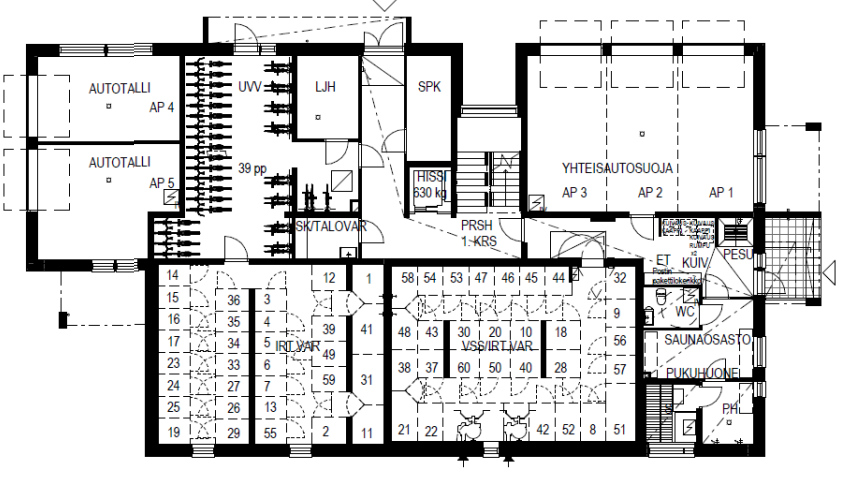 AUTOTALLI
AP 4
AUTOTALLI
AP 5
UVV
39 pp
LJH
SPK
HISSI
630 kg
SK/TALOVAR
PRSH
1. KRS
YHTEISAUTOSUOJA
AP 3 AP 2 AP 1
ET
KUIV
PESU
Postin
pakettilokerikko
WC
SAUNAOSASTO
PUKUHUONE
PH
IRT.VAR
VSS/IRT.VAR
14 12 1 58 54 53 47 46 45 44 32
15 36 3
16 35 4 39 41 48 43 30 20 10 18 9
17 34 5 49 56
23 33 6 38 37 60 50 40 28 57
24 27 7 59 31
25 26 13
19 29 55 2 11 21 22 42 52 8 51